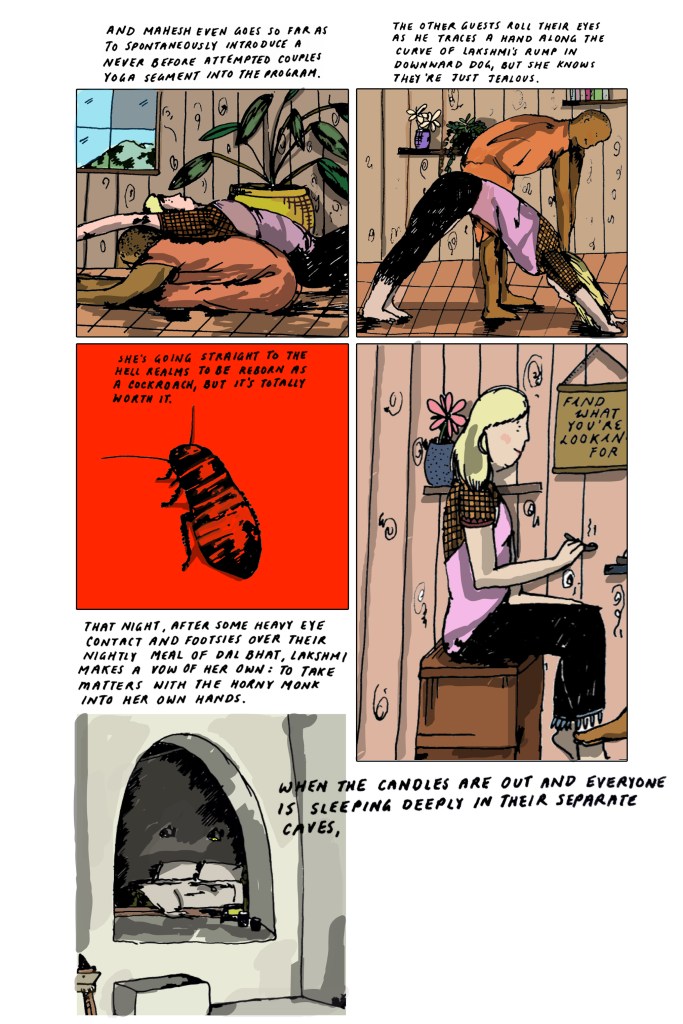 AND MAHESH EVEN GOES SO FAR AS
TO SPONTANEOUSLY INTRODUCE A
NEVER BEFORE ATTEMPTED COUPLES
YOGA SEGMENT INTO THE PROGRAM.
THE OTHER GUESTS ROLL THEIR EYES
AS HE TRACES A HAND ALONG THE
CURVE OF LAKSHMI'S RUMP IN
DOWNWARD DOG, BUT SHE KNOWS
THEY'RE JUST JEALOUS.
SHE'S GOING STRAIGHT TO THE
HELL REALMS TO BE REBORN AS
A COCKROACH, BUT IT'S TOTALLY
WORTH IT.
FIND
WHAT
YOU'RE
LOOKAN
FOR
THAT NIGHT, AFTER SOME HEAVY EYE
CONTACT AND FOOTSIES OVER THEIR
NIGHTLY MEAL OF DAL BHAT, LAKSHMI
MAKES A VOW OF HER OWN: TO TAKE
MATTERS WITH THE HORNY MONK
INTO HER OWN HANDS.
WHEN THE CANDLES ARE OUT AND EVERYONE
IS SLEEPING DEEPLY IN THEIR SEPARATE
CAVES,